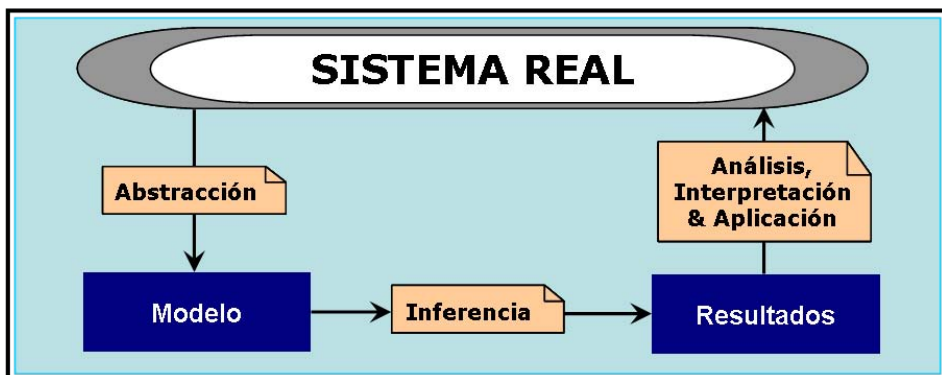 SISTEMA REAL
Abstracción
Análisis,
Interpretación
& Aplicación
Modelo
Inferencia
Resultados